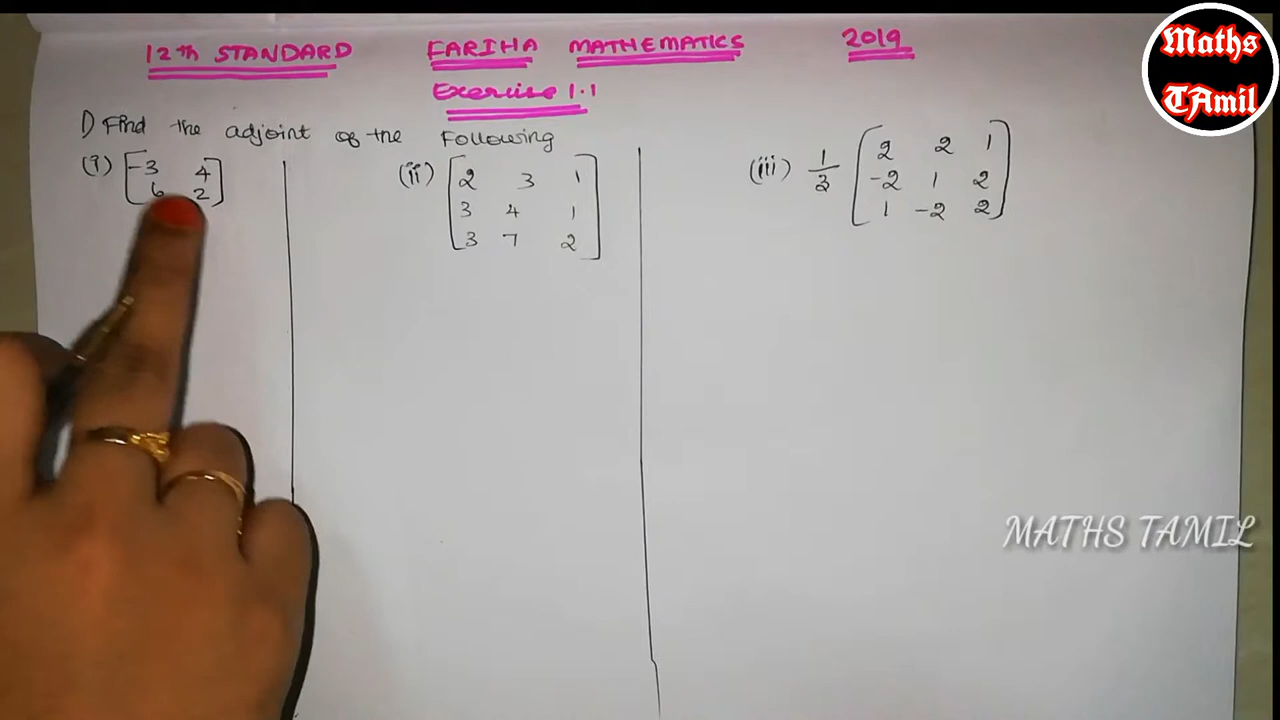 12th STANDARD FARIHA MATHEMATICS 2019
Exercise 1.1
1) Find the adjoint of the Following
(i) [-3 4
6 2]
(ii) [2 3 1
3 4 1
3 7 2]
(iii) 1/3 [2 2 1
-2 1 2
1 -2 2]
Maths
TAmil
MATHS TAMIL